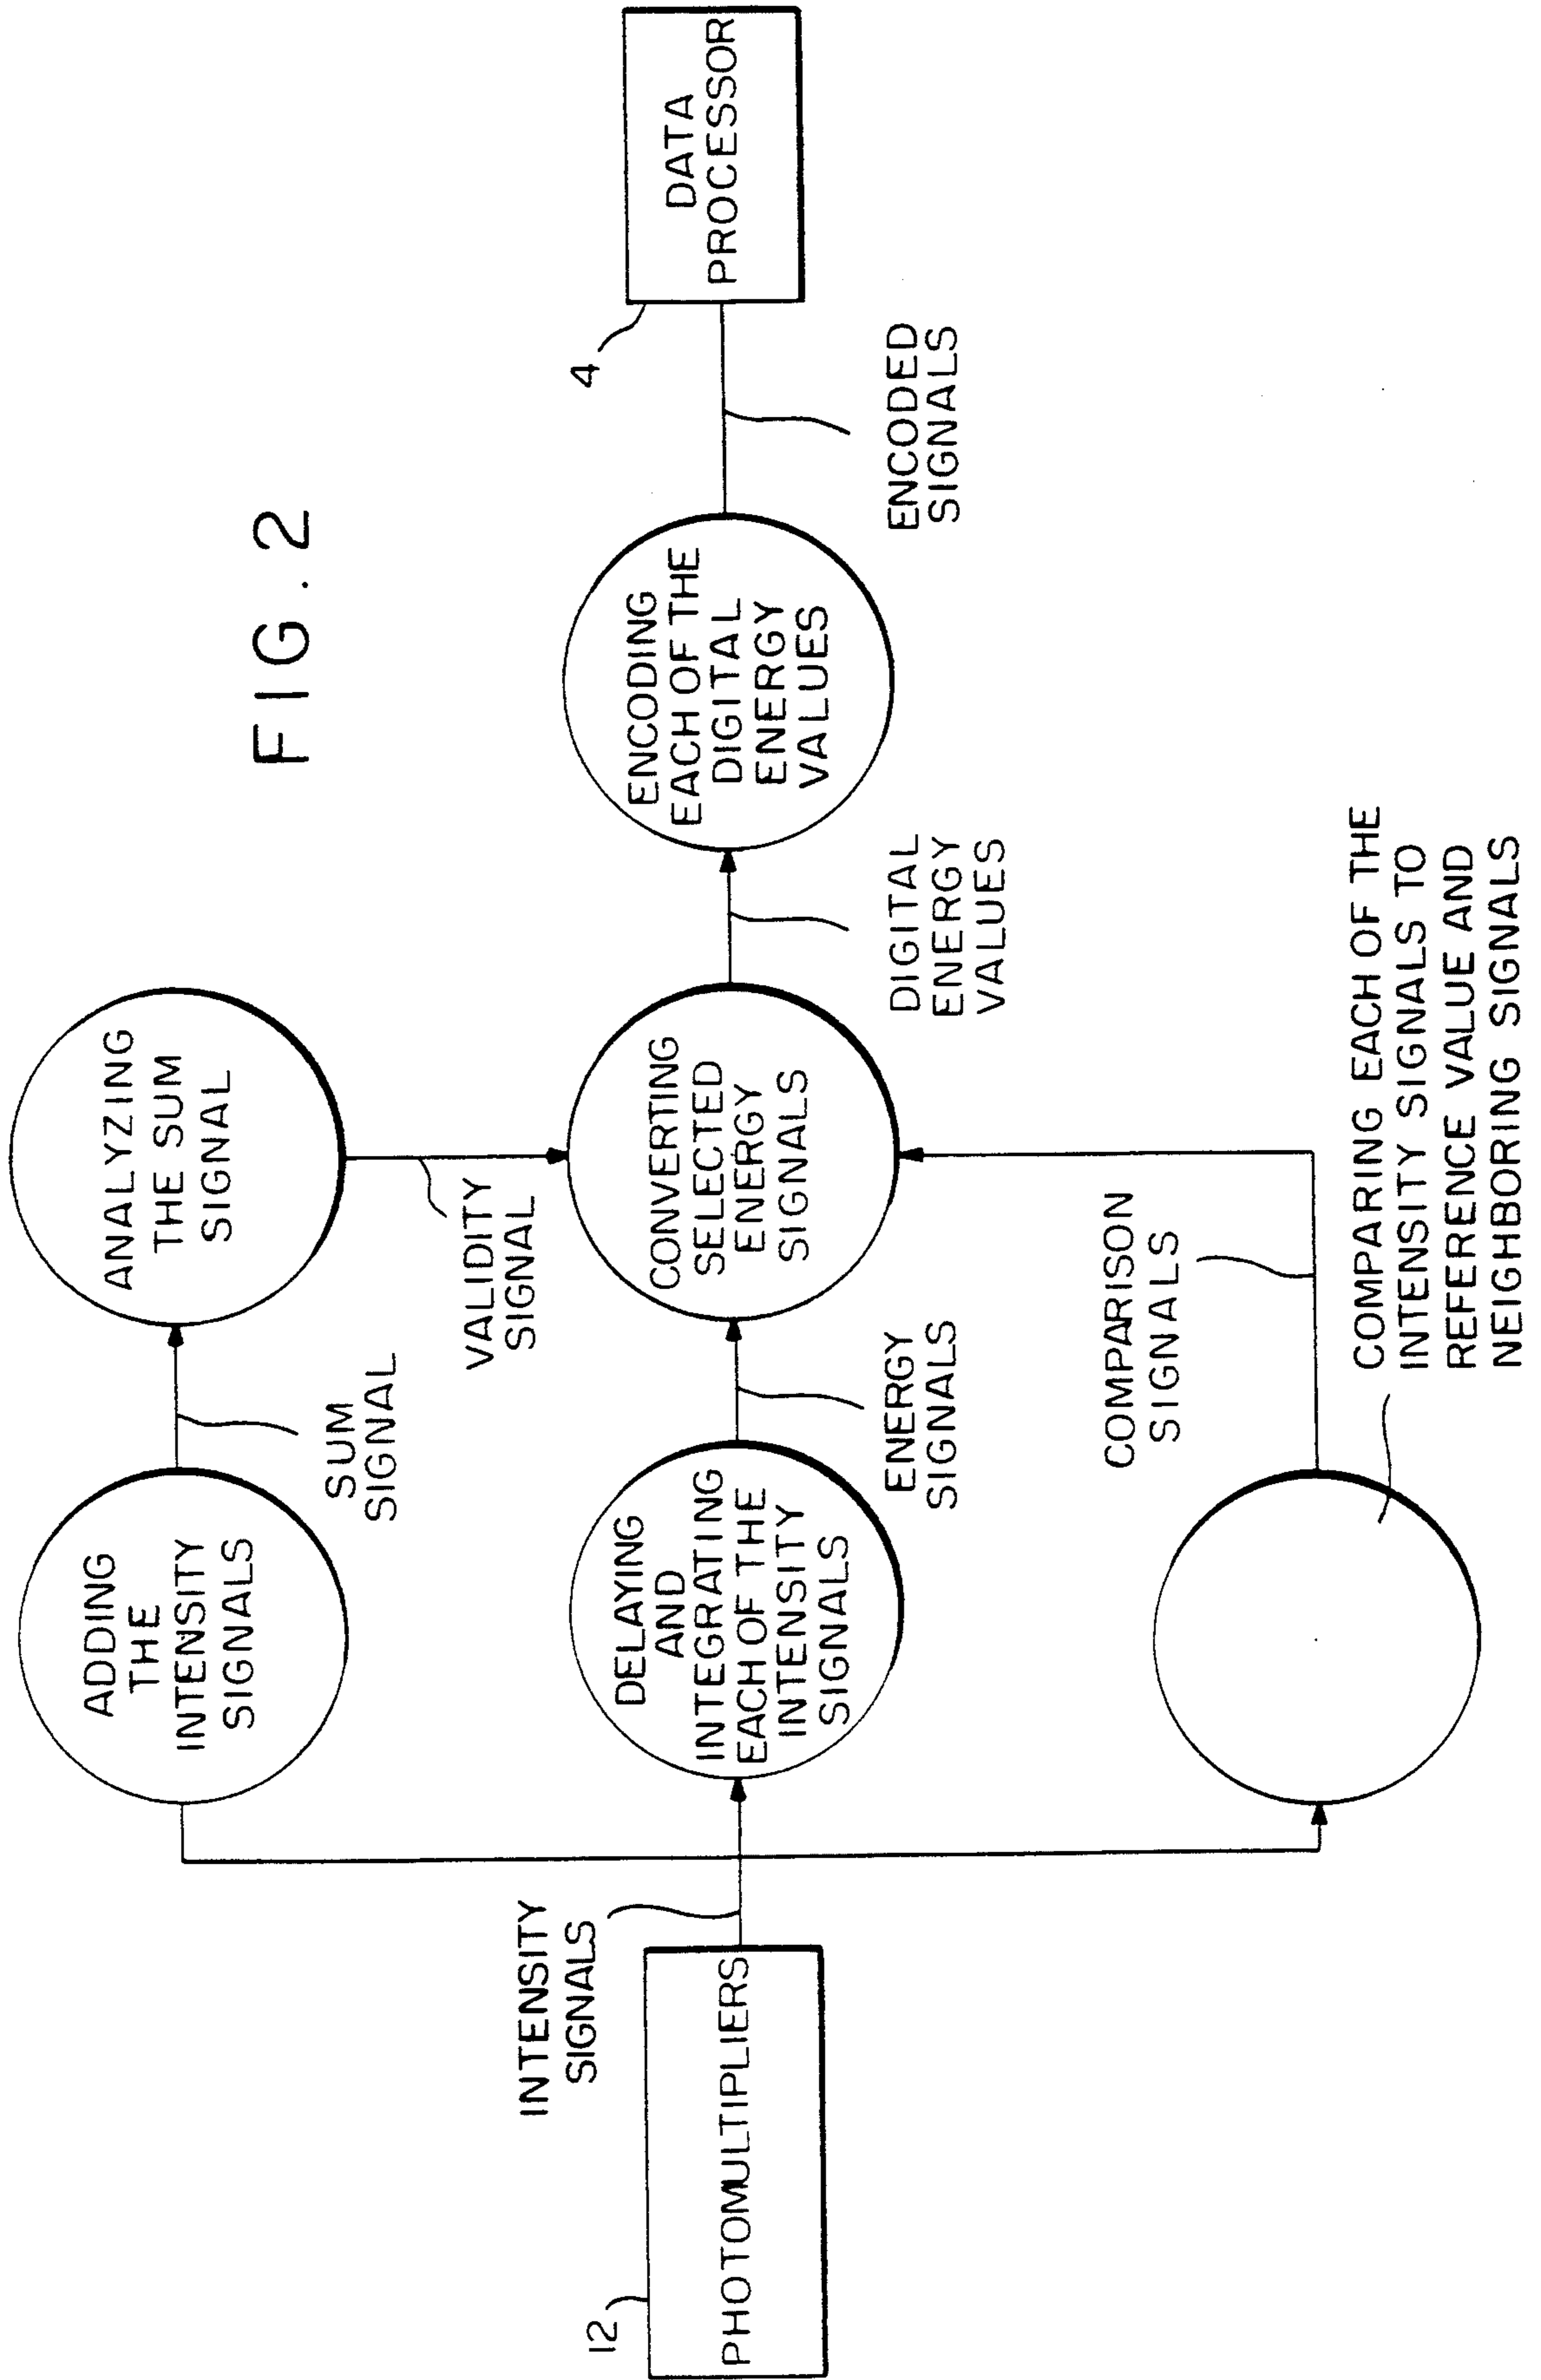 FIG. 2
12
PHOTOMULTIPLIERS
INTENSITY
SIGNALS
ADDING
THE
INTENSITY
SIGNALS
SUM
SIGNAL
ANALYZING
THE SUM
SIGNAL
VALIDITY
SIGNAL
DELAYING
AND
INTEGRATING
EACH OF THE
INTENSITY
SIGNALS
ENERGY
SIGNALS
CONVERTING
SELECTED
ENERGY
SIGNALS
DIGITAL
ENERGY
VALUES
ENCODING
EACH OF THE
DIGITAL
ENERGY
VALUES
ENCODED
SIGNALS
4
DATA
PROCESSOR
COMPARISON
SIGNALS
COMPARING EACH OF THE
INTENSITY SIGNALS TO
REFERENCE VALUE AND
NEIGHBORING SIGNALS